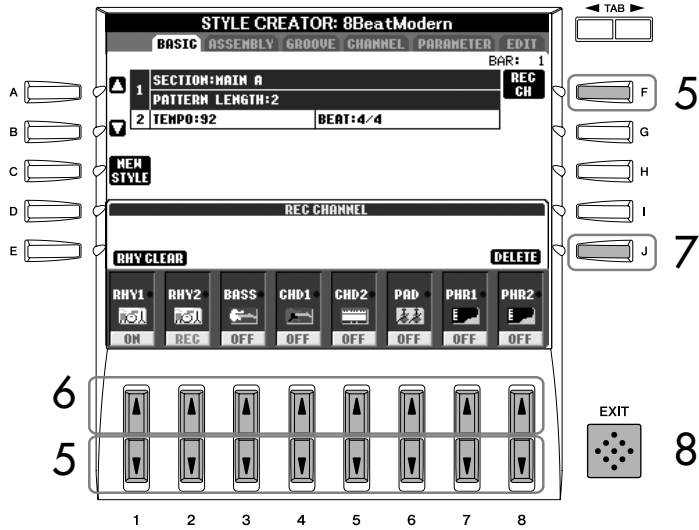 STYLE CREATOR: 8BeatModern
◄ TAB ►
BASIC ASSEMBLY GROOVE CHANNEL PARAMETER EDIT
BAR: 1
1 SECTION:MAIN A
PATTERN LENGTH:2
REC CH
2 TEMPO:92 BEAT:4/4
NEW STYLE
A
B
C
D
E
F
G
H
I
J
5
7
REC CHANNEL
RHY CLEAR DELETE
RHY1 RHY2 BASS CHD1 CHD2 PAD PHR1 PHR2
ON REC OFF OFF OFF OFF OFF OFF
6
5
EXIT
8
1 2 3 4 5 6 7 8